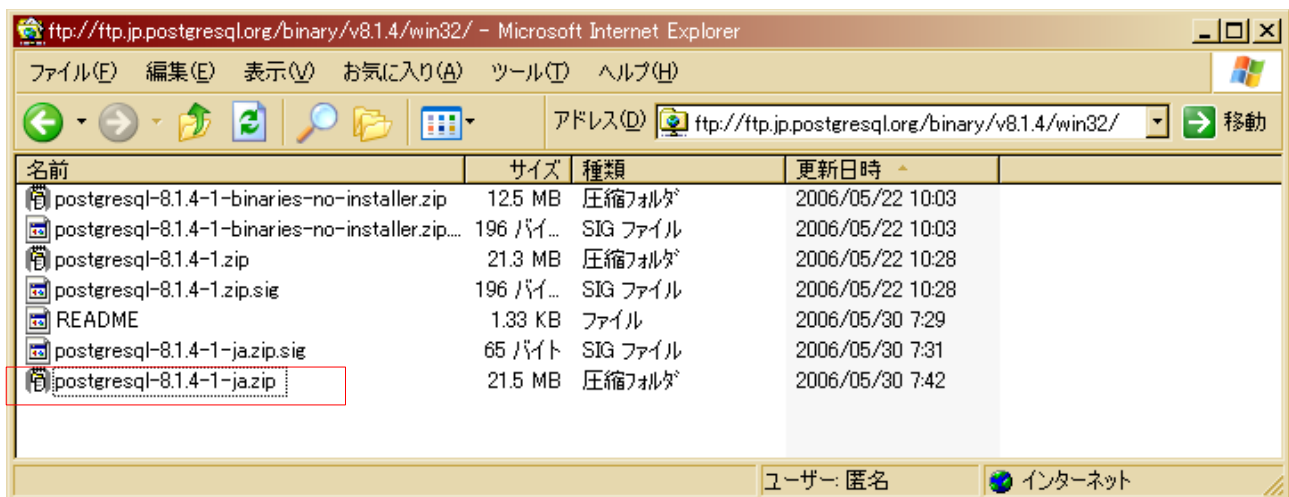 ftp://ftp.jp.postgresql.org/binary/v8.1.4/win32/ - Microsoft Internet Explorer
ファイル(F) 編集(E) 表示(V) お気に入り(A) ツール(T) ヘルプ(H)
アドレス(D) ftp://ftp.jp.postgresql.org/binary/v8.1.4/win32/ 移動
名前 サイズ 種類 更新日時
postgresql-8.1.4-1-binaries-no-installer.zip 12.5 MB 圧縮フォルダ 2006/05/22 10:03
postgresql-8.1.4-1-binaries-no-installer.zip... 196 バイ... SIG ファイル 2006/05/22 10:03
postgresql-8.1.4-1.zip 21.3 MB 圧縮フォルダ 2006/05/22 10:28
postgresql-8.1.4-1.zip.sig 196 バイ... SIG ファイル 2006/05/22 10:28
README 1.33 KB ファイル 2006/05/30 7:29
postgresql-8.1.4-1-ja.zip.sig 65 バイト SIG ファイル 2006/05/30 7:31
postgresql-8.1.4-1-ja.zip 21.5 MB 圧縮フォルダ 2006/05/30 7:42
ユーザー: 匿名 インターネット